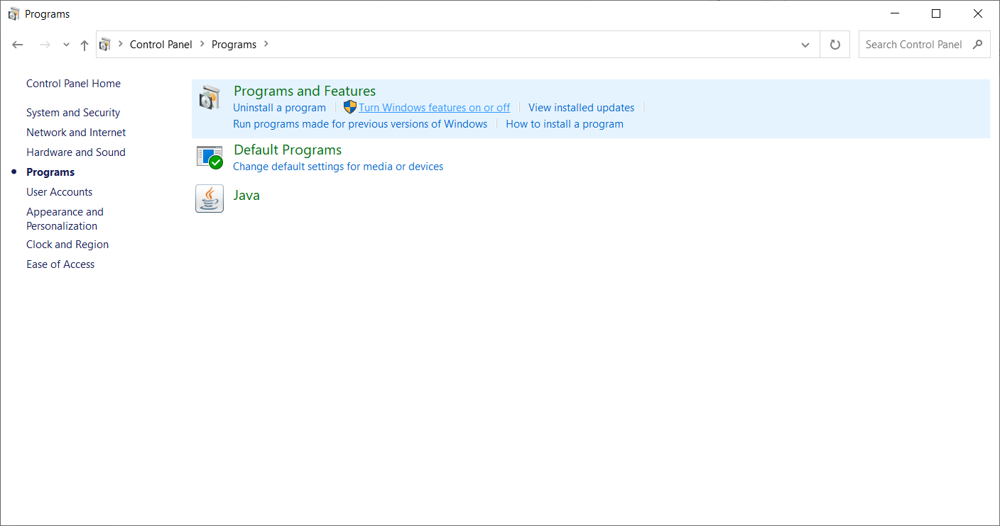 Programs
Control Panel Programs
Search Control Panel
Control Panel Home
System and Security
Network and Internet
Hardware and Sound
Programs
User Accounts
Appearance and
Personalization
Clock and Region
Ease of Access
Programs and Features
Uninstall a program Turn Windows features on or off View installed updates
Run programs made for previous versions of Windows How to install a program
Default Programs
Change default settings for media or devices
Java